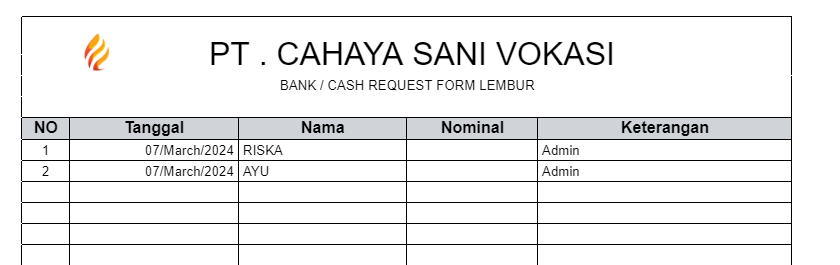 PT . CAHAYA SANI VOKASI
BANK / CASH REQUEST FORM LEMBUR
NO Tanggal Nama Nominal Keterangan
1 07/March/2024 RISKA Admin
2 07/March/2024 AYU Admin